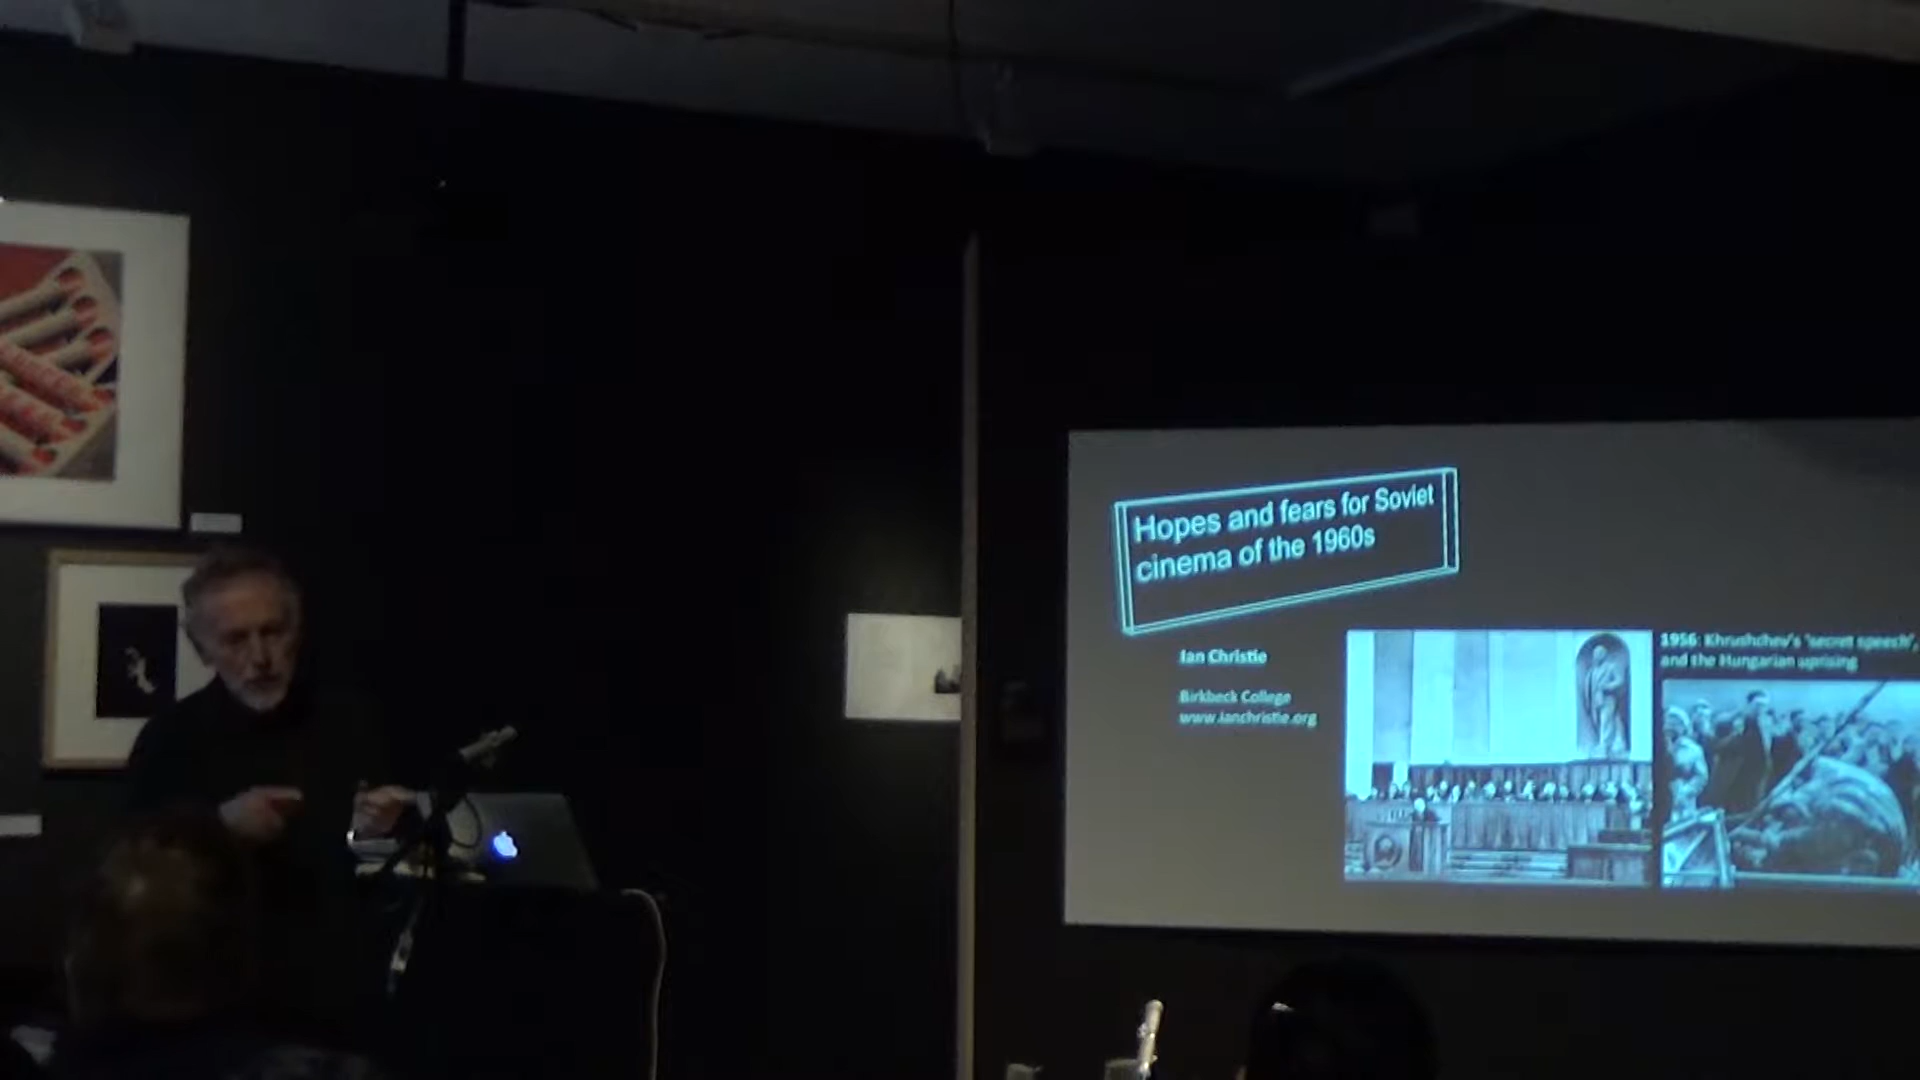 Hopes and fears for Soviet
cinema of the 1960s
Ian Christie
Birkbeck College
www.ianchristie.org
1956: Khrushchev's 'secret speech',
and the Hungarian uprising